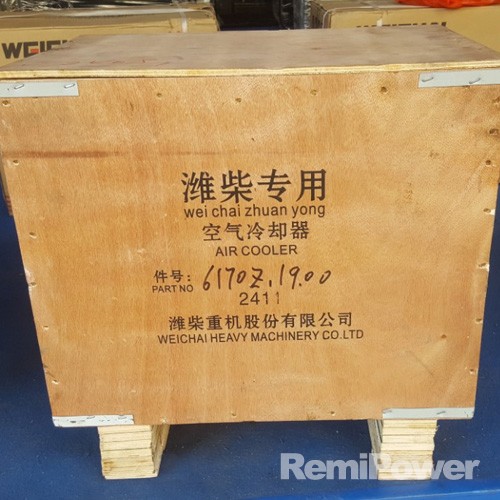 WEICHAI
潍柴专用
wei chai zhuan yong
空气冷却器
AIR COOLER
件号:
PART NO
6170Z.19.00
2411
潍柴重机股份有限公司
WEICHAI HEAVY MACHINERY CO.LTD
RemiPower